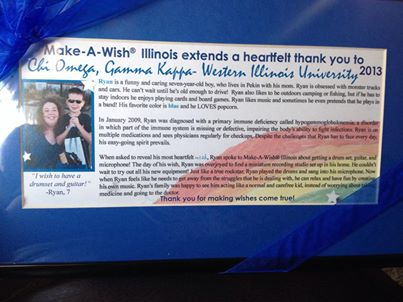 Make-A-Wish® Illinois extends a heartfelt thank you to
Chi Omega, Gamma Kappa- Western Illinois University 2013
Ryan is a funny and caring seven-year-old boy, who lives in Pekin with his mom. Ryan is obsessed with monster trucks
and cars. He can't wait until he's old enough to drive! Ryan also likes to be outdoors camping or fishing, but if he has to
stay indoors he enjoys playing cards and board games. Ryan likes music and sometimes he even pretends that he plays in
a band! His favorite color is blue and he LOVES popcorn.
In January 2009, Ryan was diagnosed with a primary immune deficiency called hypogammaglobulinemia; a disorder
in which part of the immune system is missing or defective, impairing the body's ability to fight infections. Ryan is on
multiple medications and sees physicians regularly for checkups. Despite the challenges that Ryan has to face every day,
his easy-going spirit prevails.
When asked to reveal his most heartfelt wish, Ryan spoke to Make-A-Wish® Illinois about getting a drum set, guitar, and
microphone! The day of his wish, Ryan was overjoyed to find a miniature recording studio set up in his home. He couldn't
wait to try out all his new equipment! Just like a true rockstar, Ryan played the drums and sang into his microphone. Now
when Ryan feels like he needs to get away from the struggles that he is dealing with, he can relax and have fun by creating
his own music. Ryan's family was happy to see him acting like a normal and carefree kid, instead of worrying about taking
medicine and going to the doctor.
"I wish to have a
drumset and guitar!"
-Ryan, 7
Thank you for making wishes come true!